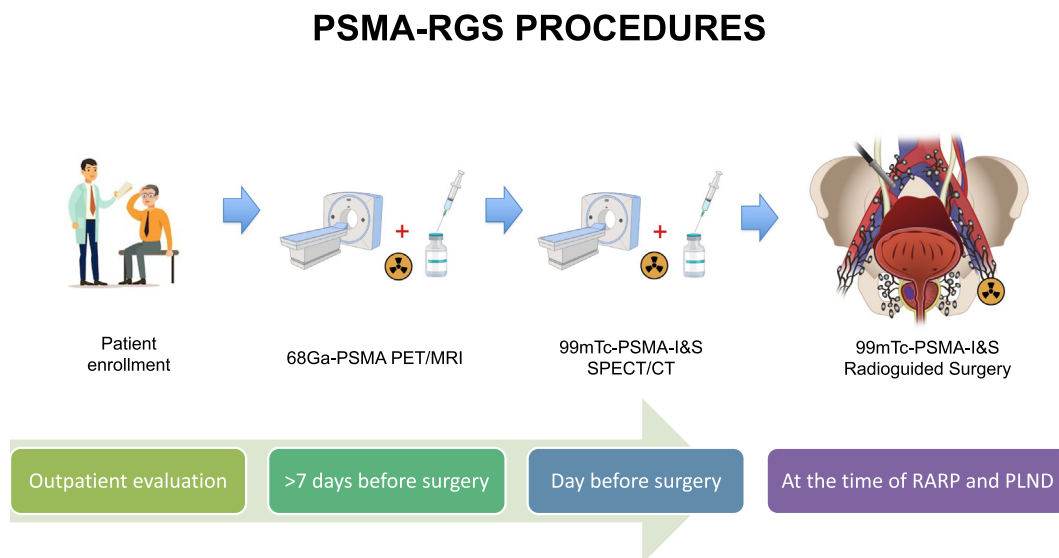 PSMA-RGS PROCEDURES
Patient
enrollment
68Ga-PSMA PET/MRI
99mTc-PSMA-I&S
SPECT/CT
99mTc-PSMA-I&S
Radioguided Surgery
Outpatient evaluation
>7 days before surgery
Day before surgery
At the time of RARP and PLND